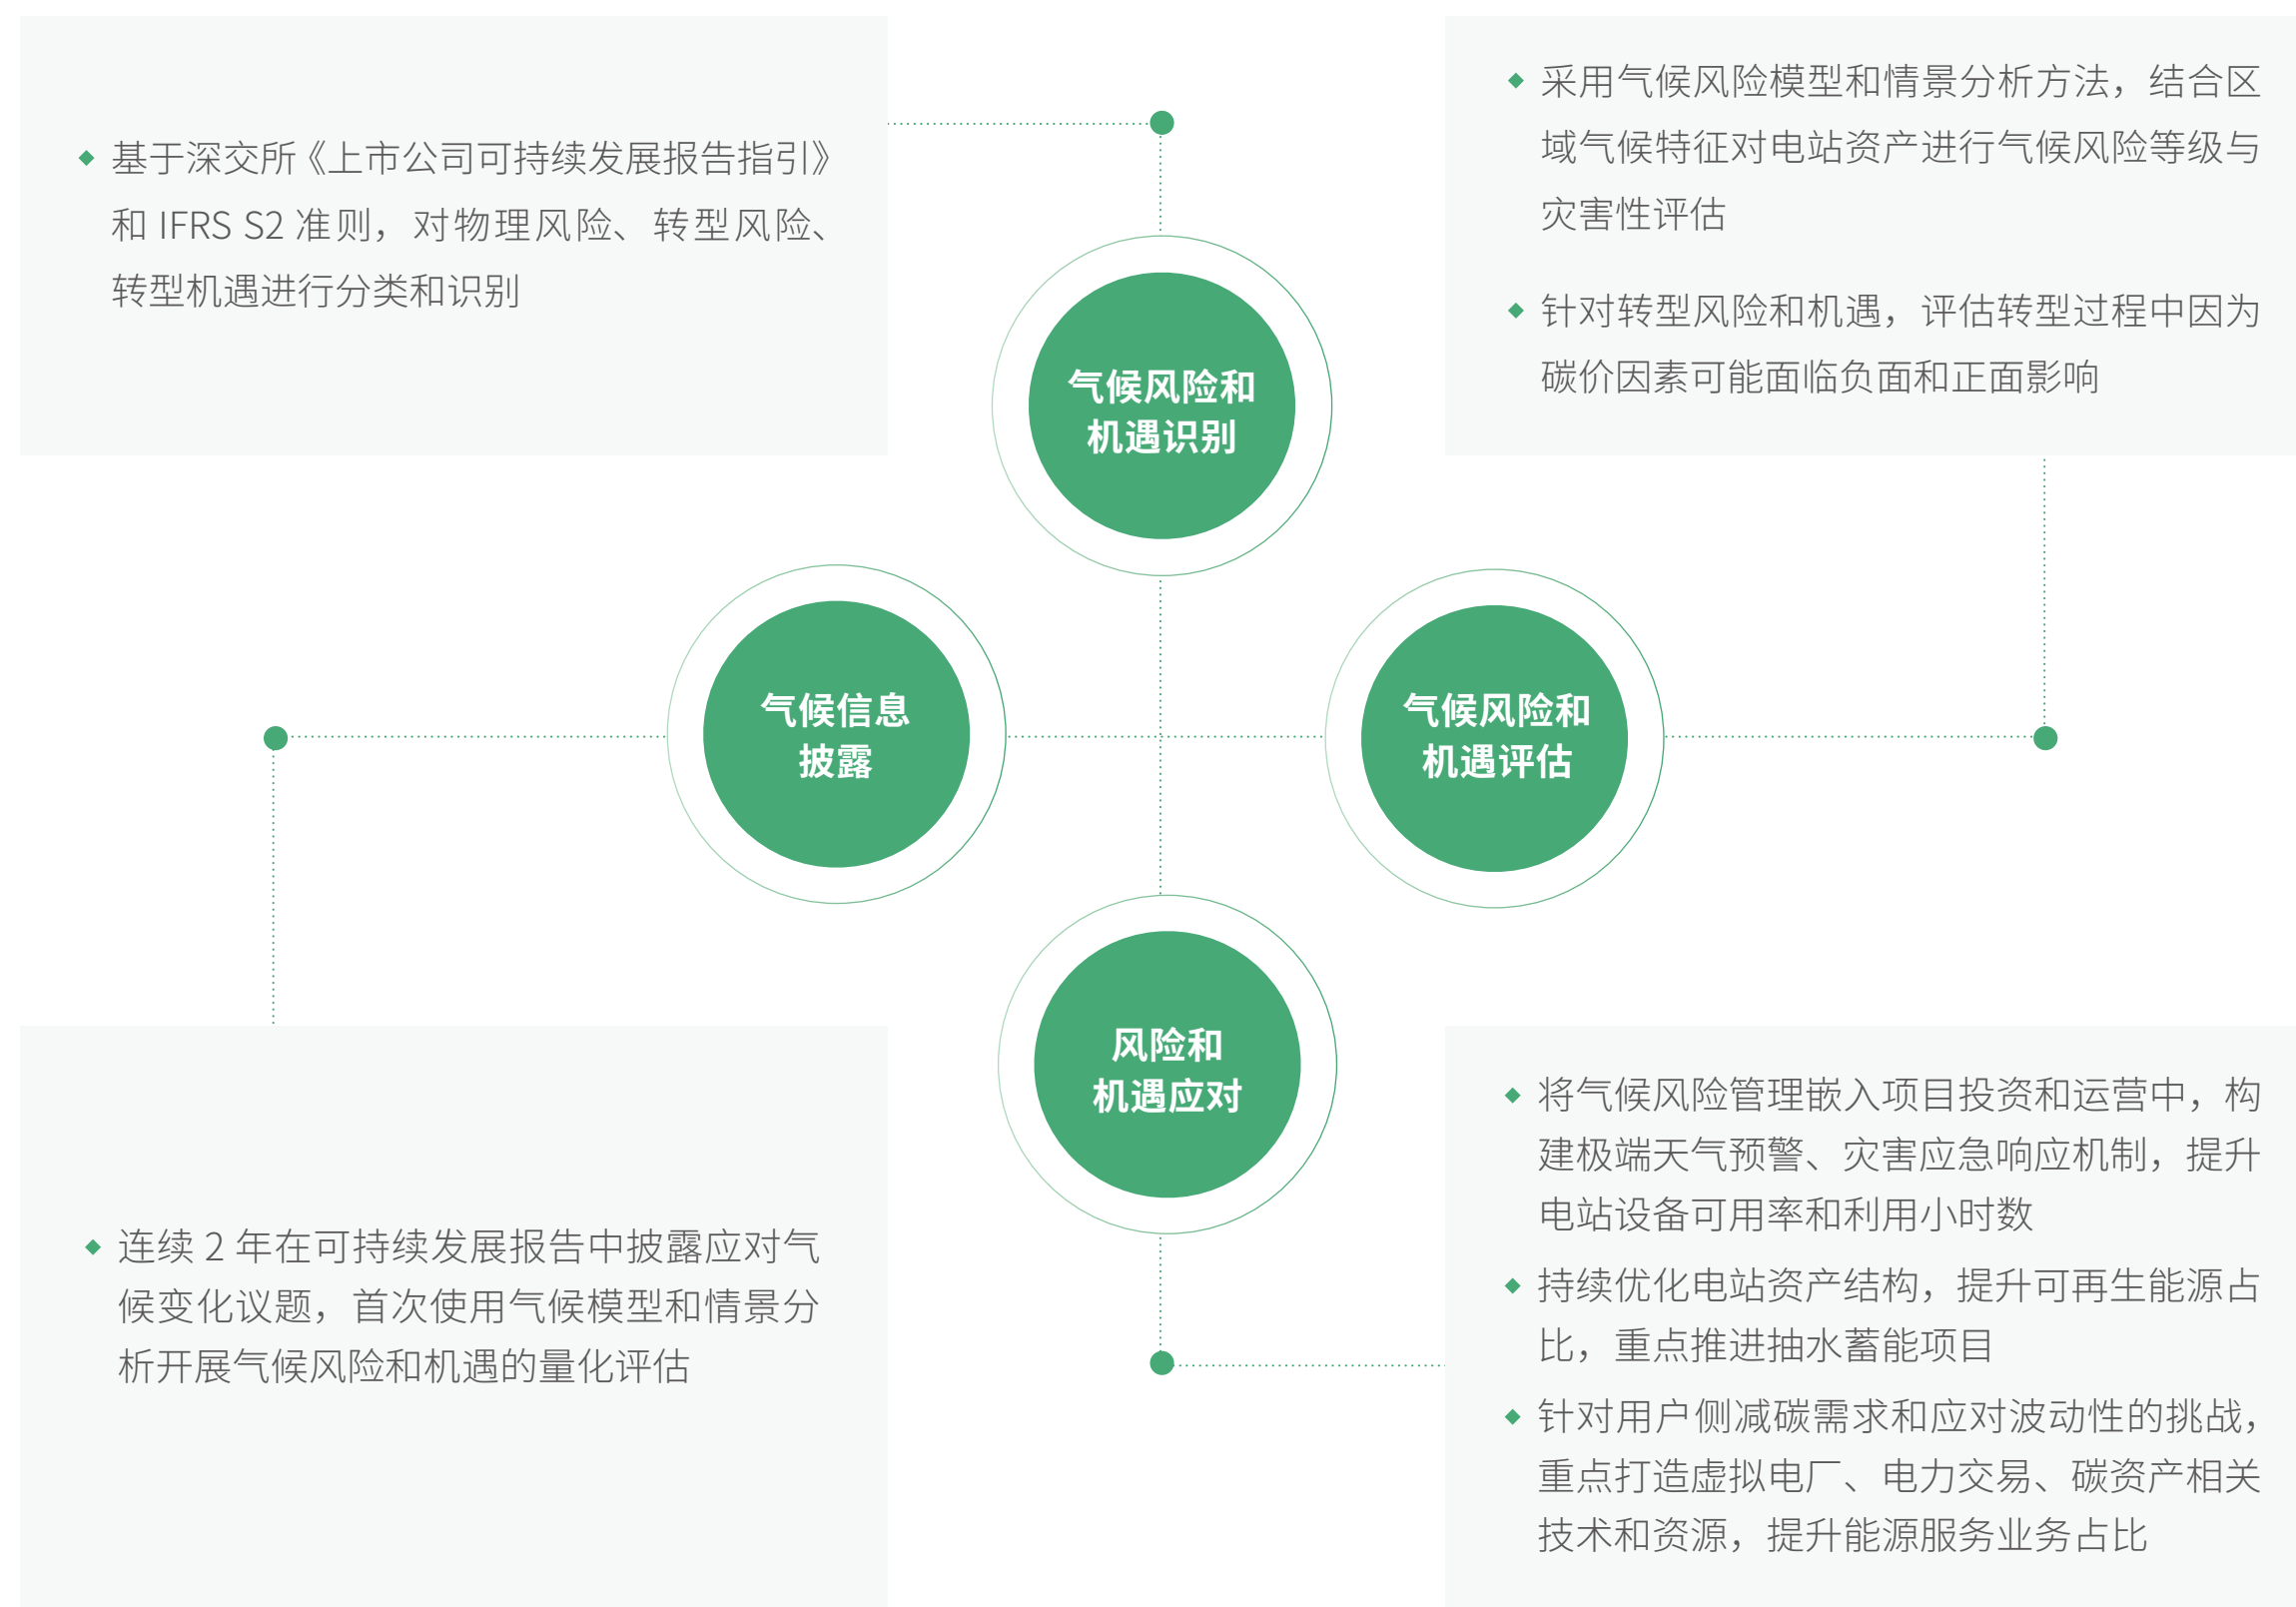 基于深交所《上市公司可持续发展报告指引》
和 IFRS S2 准则，对物理风险、转型风险、
转型机遇进行分类和识别
采用气候风险模型和情景分析方法，结合区
域气候特征对电站资产进行气候风险等级与
灾害性评估
针对转型风险和机遇，评估转型过程中因为
碳价因素可能面临负面和正面影响
气候风险和
机遇识别
气候信息
披露
气候风险和
机遇评估
风险和
机遇应对
连续 2 年在可持续发展报告中披露应对气
候变化议题，首次使用气候模型和情景分
析开展气候风险和机遇的量化评估
将气候风险管理嵌入项目投资和运营中，构
建极端天气预警、灾害应急响应机制，提升
电站设备可用率和利用小时数
持续优化电站资产结构，提升可再生能源占
比，重点推进抽水蓄能项目
针对用户侧减碳需求和应对波动性的挑战，
重点打造虚拟电厂、电力交易、碳资产相关
技术和资源，提升能源服务业务占比